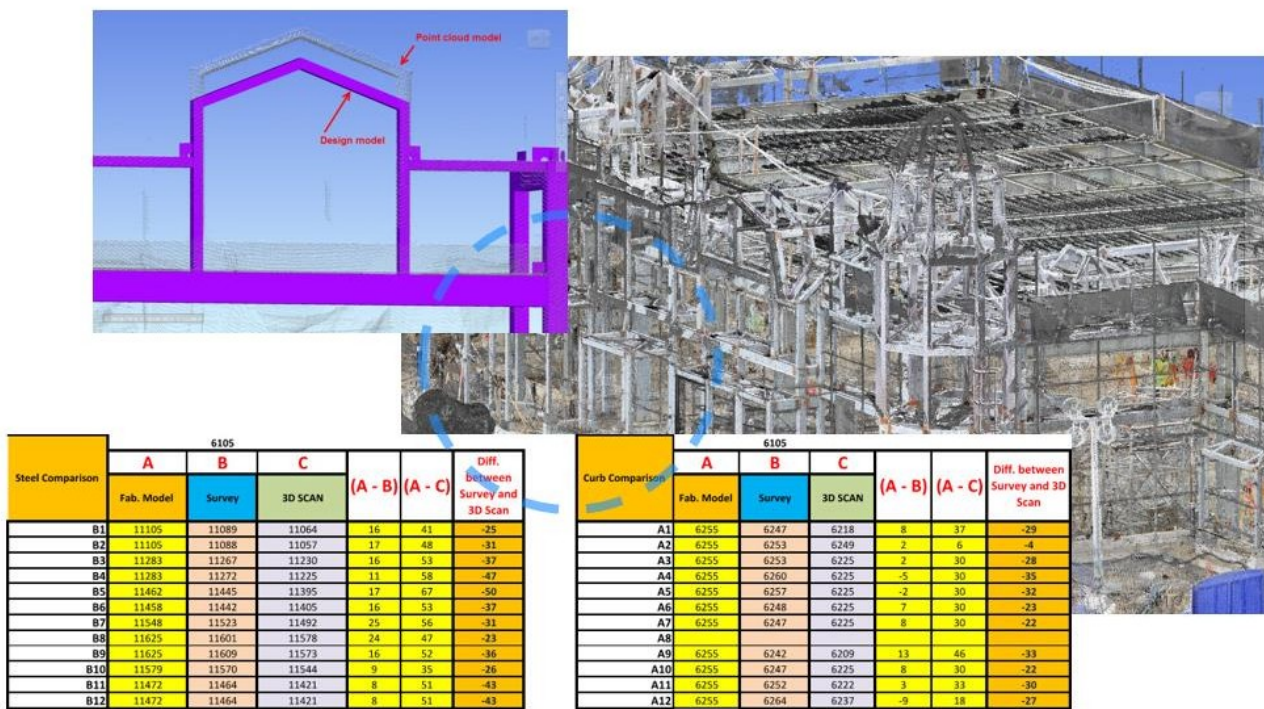 Point cloud model
Design model
6105
Steel Comparison A B C (A - B) (A - C) Diff. between Survey and 3D Scan
Fab. Model Survey 3D SCAN
B1 11105 11089 11064 16 41 -25
B2 11105 11088 11057 17 48 -31
B3 11283 11267 11230 16 53 -37
B4 11283 11272 11225 11 58 -47
B5 11462 11445 11395 17 67 -50
B6 11458 11442 11405 16 53 -37
B7 11548 11523 11492 25 56 -31
B8 11625 11601 11578 24 47 -23
B9 11625 11609 11573 16 52 -36
B10 11579 11570 11544 9 35 -26
B11 11472 11464 11421 8 51 -43
B12 11472 11464 11421 8 51 -43
6105
Curb Comparison A B C (A - B) (A - C) Diff. between Survey and 3D Scan
Fab. Model Survey 3D SCAN
A1 6255 6247 6218 8 37 -29
A2 6255 6253 6249 2 6 -4
A3 6255 6253 6225 2 30 -28
A4 6255 6260 6225 -5 30 -35
A5 6255 6257 6225 -2 30 -32
A6 6255 6248 6225 7 30 -23
A7 6255 6247 6225 8 30 -22
A8
A9 6255 6242 6209 13 46 -33
A10 6255 6247 6225 8 30 -22
A11 6255 6252 6222 3 33 -30
A12 6255 6264 6237 -9 18 -27